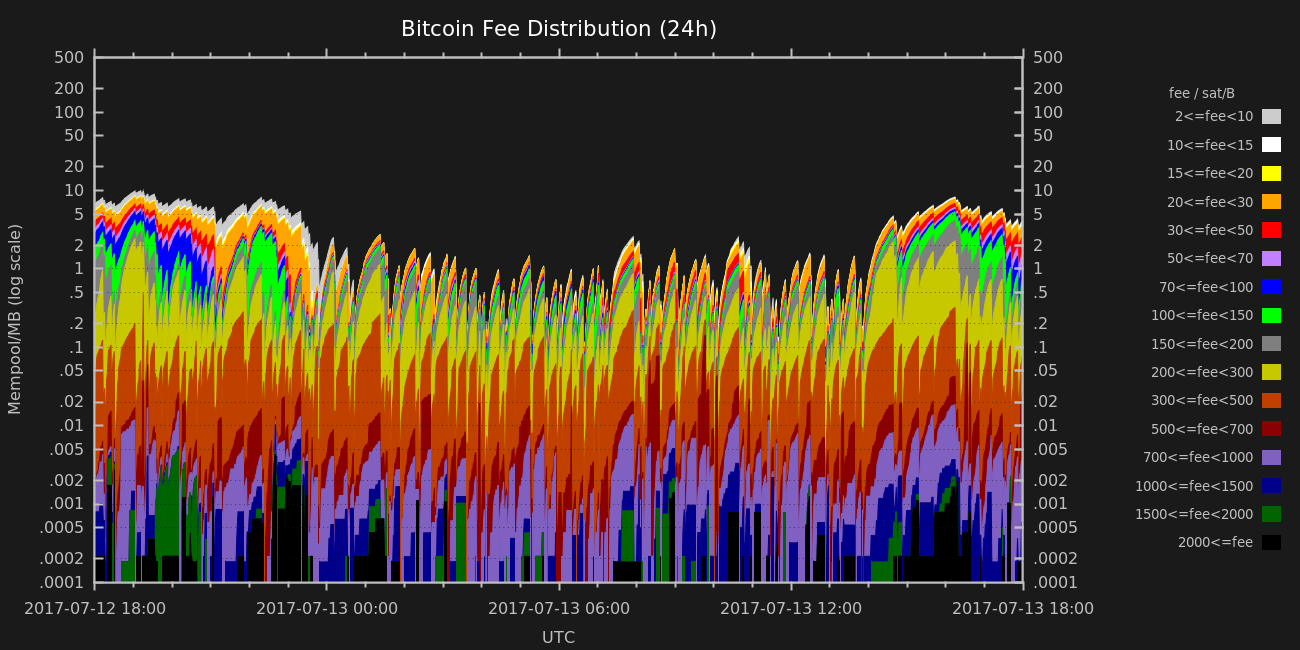 Bitcoin Fee Distribution (24h)
500
200
100
50
20
10
5
2
1
.5
.2
.1
.05
.02
.01
.005
.002
.001
.0005
.0002
.0001
Mempool/MB (log scale)
500
200
100
50
20
10
5
2
1
.5
.2
.1
.05
.02
.01
.005
.002
.001
.0005
.0002
.0001
2017-07-12 18:00
2017-07-13 00:00
2017-07-13 06:00
2017-07-13 12:00
2017-07-13 18:00
UTC
fee / sat/B
2<=fee<10
10<=fee<15
15<=fee<20
20<=fee<30
30<=fee<50
50<=fee<70
70<=fee<100
100<=fee<150
150<=fee<200
200<=fee<300
300<=fee<500
500<=fee<700
700<=fee<1000
1000<=fee<1500
1500<=fee<2000
2000<=fee